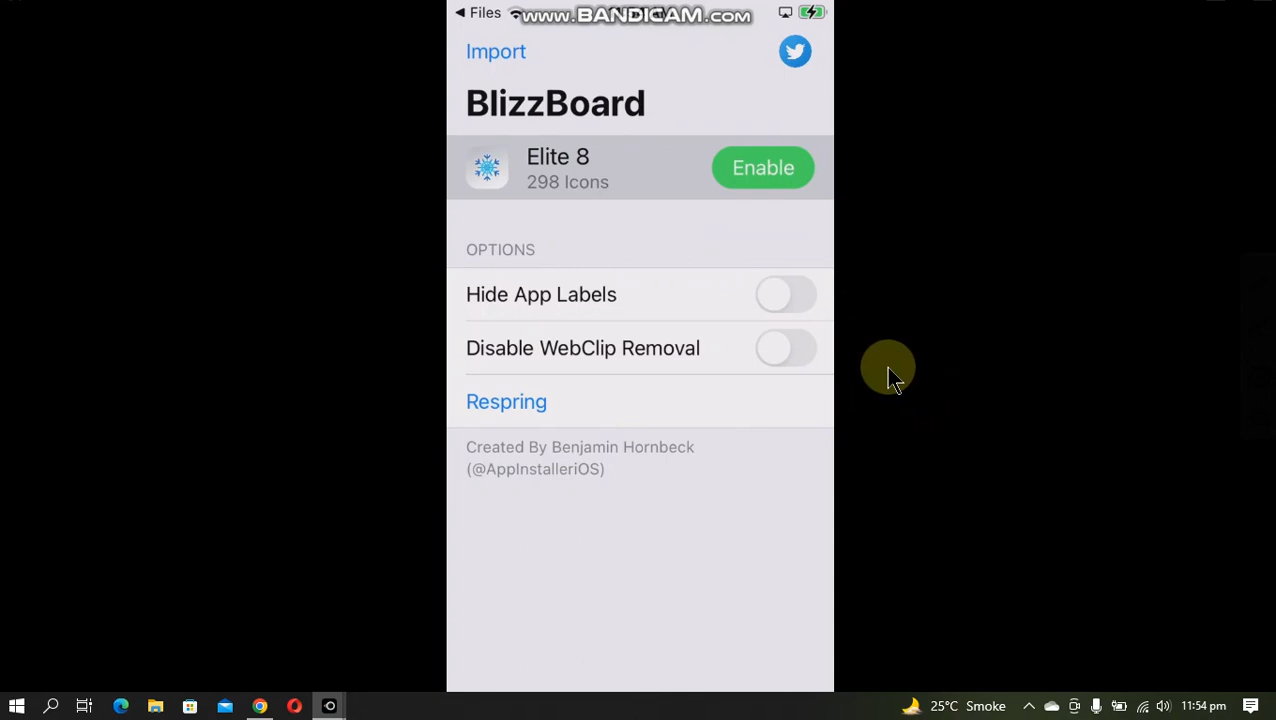 Files
www.BANDICAM.com
Import
BlizzBoard
Elite 8
298 Icons
Enable
OPTIONS
Hide App Labels
Disable WebClip Removal
Respring
Created By Benjamin Hornbeck
(@AppInstalleriOS)
25°C Smoke
11:54 pm